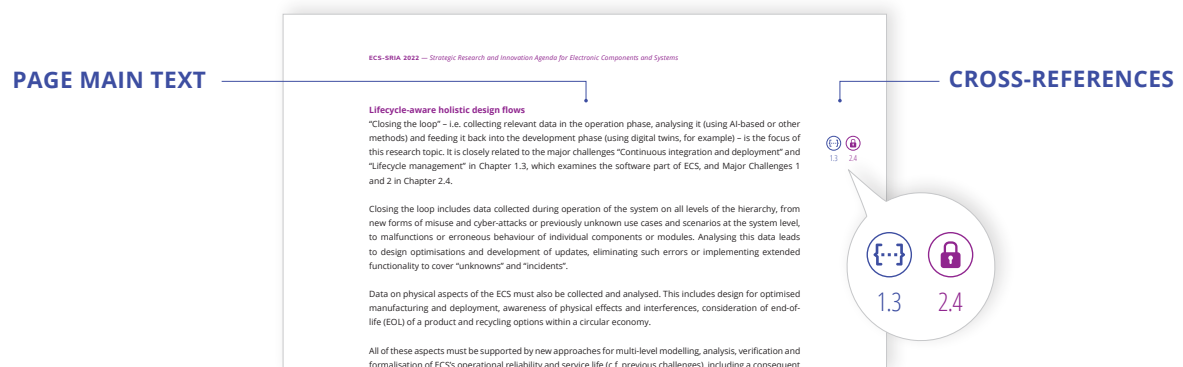 ECS-SRIA 2022 — Strategic Research and Innovation Agenda for Electronic Components and Systems
PAGE MAIN TEXT
CROSS-REFERENCES
Lifecycle-aware holistic design flows
“Closing the loop” – i.e. collecting relevant data in the operation phase, analysing it (using AI-based or other
methods) and feeding it back into the development phase (using digital twins, for example) – is the focus of
this research topic. It is closely related to the major challenges “Continuous integration and deployment” and
“Lifecycle management” in Chapter 1.3, which examines the software part of ECS, and Major Challenges 1
and 2 in Chapter 2.4.
1.3 2.4
Closing the loop includes data collected during operation of the system on all levels of the hierarchy, from
new forms of misuse and cyber-attacks or previously unknown use cases and scenarios at the system level,
to malfunctions or erroneous behaviour of individual components or modules. Analysing this data leads
to design optimisations and development of updates, eliminating such errors or implementing extended
functionality to cover “unknowns” and “incidents”.
{···}
1.3 2.4
Data on physical aspects of the ECS must also be collected and analysed. This includes design for optimised
manufacturing and deployment, awareness of physical effects and interferences, consideration of end-of-
life (EOL) of a product and recycling options within a circular economy.
All of these aspects must be supported by new approaches for multi-level modelling, analysis, verification and
formalisation of ECS's operational reliability and service life (c.f. previous challenges), including a consequent